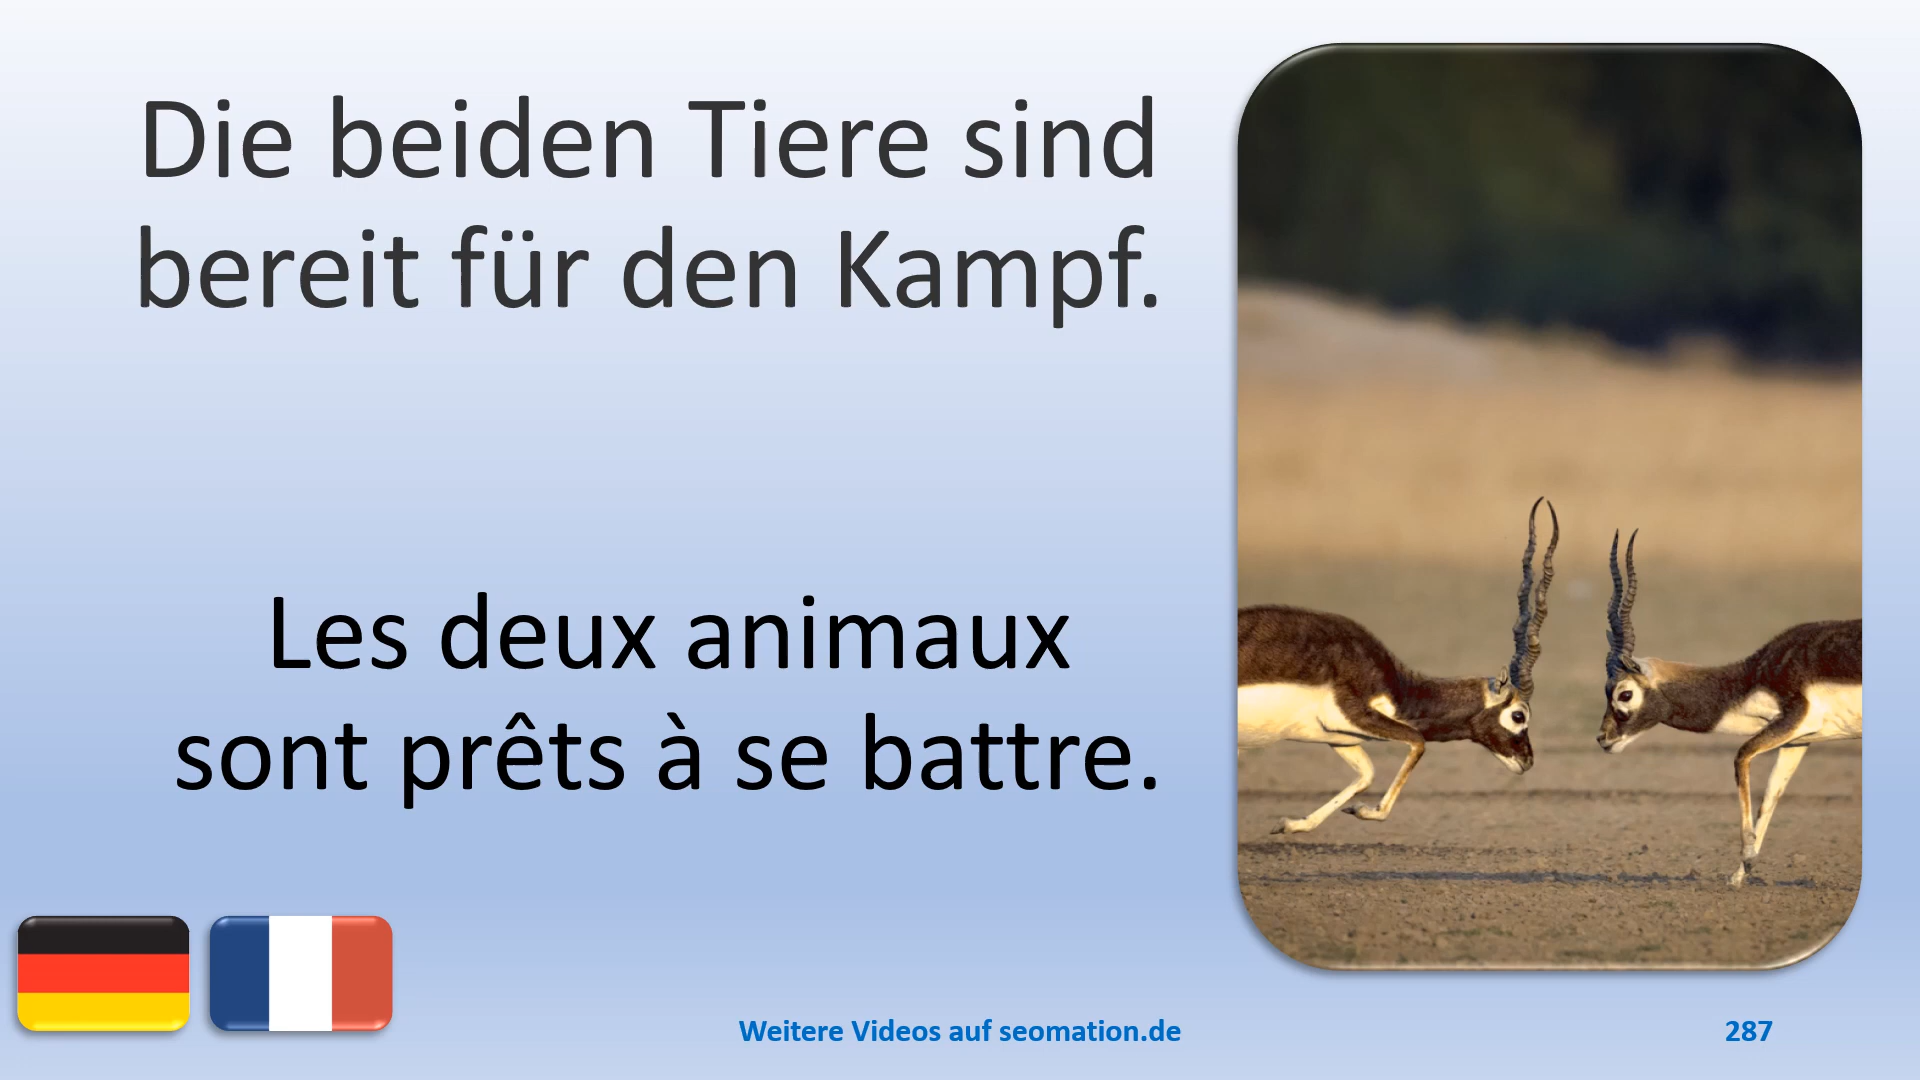 Die beiden Tiere sind
bereit für den Kampf.
Les deux animaux
sont prêts à se battre.
Weitere Videos auf seomation.de
287